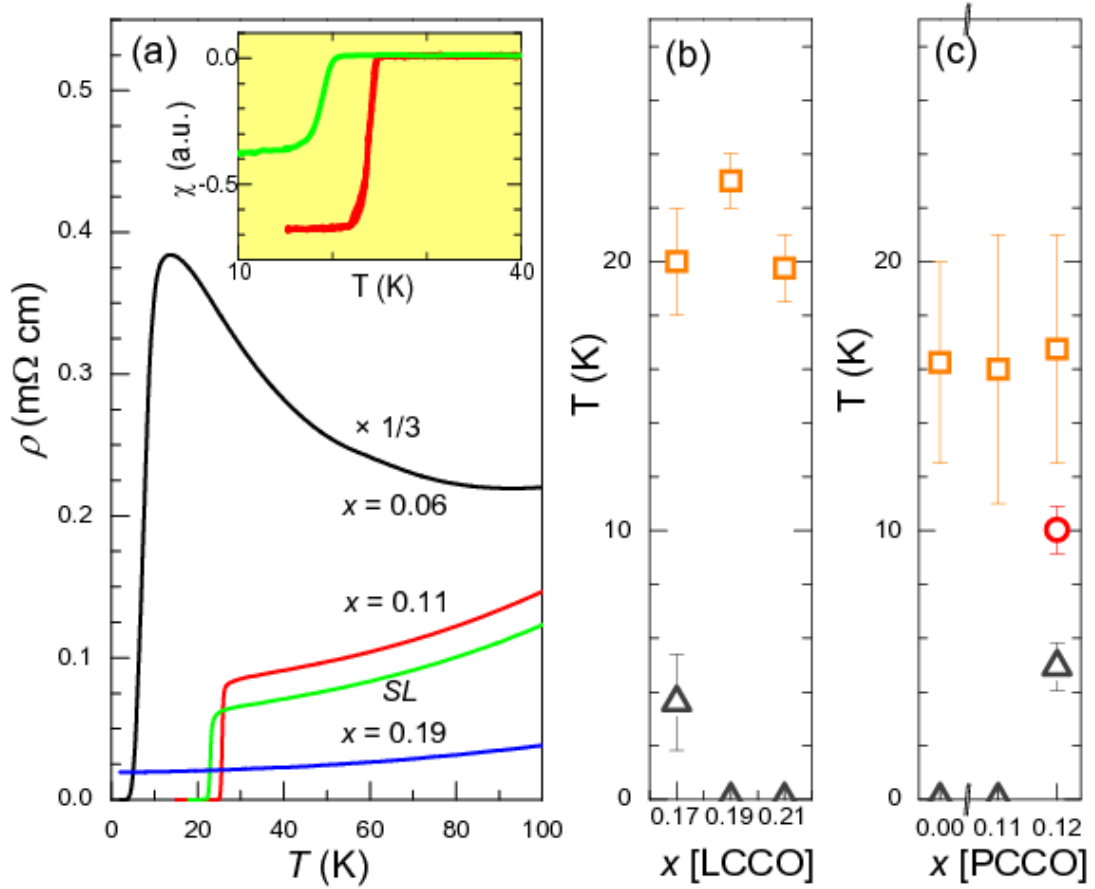 (a)
ρ (mΩ cm)
0.5
0.4
0.3
0.2
0.1
0.0
0 20 40 60 80 100
T (K)
χ (a.u.)
0.0
-0.5
10 40
T (K)
× 1/3
x = 0.06
x = 0.11
SL
x = 0.19
(b)
T (K)
20
10
0
0.17 0.19 0.21
x [LCCO]
(c)
T (K)
20
10
0
0.00 0.11 0.12
x [PCCO]